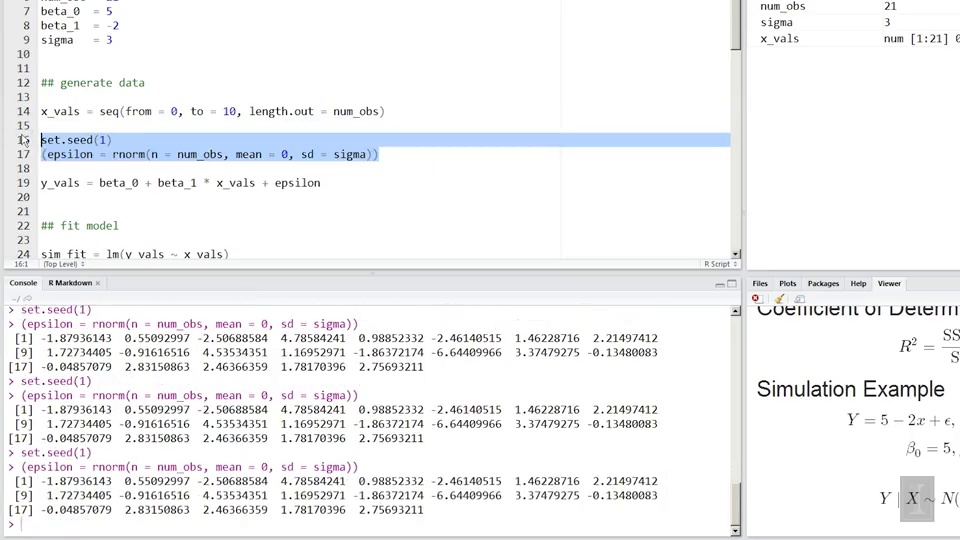 7 beta_0 = 5
8 beta_1 = -2
9 sigma = 3
10
11
12 ## generate data
13
14 x_vals = seq(from = 0, to = 10, length.out = num_obs)
15
16 set.seed(1)
17 (epsilon = rnorm(n = num_obs, mean = 0, sd = sigma))
18
19 y_vals = beta_0 + beta_1 * x_vals + epsilon
20
21
22 ## fit model
23
24 sim_fit = lm(y_vals ~ x_vals)
16:1 (Top Level) R Script
num_obs 21
sigma 3
x_vals num [1:21] 0
Console R Markdown ×
~/
> set.seed(1)
> (epsilon = rnorm(n = num_obs, mean = 0, sd = sigma))
[1] -1.87936143 0.55092997 -2.50688584 4.78584241 0.98852332 -2.46140515 1.46228716 2.21497412
[9] 1.72734405 -0.91616516 4.53534351 1.16952971 -1.86372174 -6.64409966 3.37479275 -0.13480083
[17] -0.04857079 2.83150863 2.46366359 1.78170396 2.75693211
> set.seed(1)
> (epsilon = rnorm(n = num_obs, mean = 0, sd = sigma))
[1] -1.87936143 0.55092997 -2.50688584 4.78584241 0.98852332 -2.46140515 1.46228716 2.21497412
[9] 1.72734405 -0.91616516 4.53534351 1.16952971 -1.86372174 -6.64409966 3.37479275 -0.13480083
[17] -0.04857079 2.83150863 2.46366359 1.78170396 2.75693211
> set.seed(1)
> (epsilon = rnorm(n = num_obs, mean = 0, sd = sigma))
[1] -1.87936143 0.55092997 -2.50688584 4.78584241 0.98852332 -2.46140515 1.46228716 2.21497412
[9] 1.72734405 -0.91616516 4.53534351 1.16952971 -1.86372174 -6.64409966 3.37479275 -0.13480083
[17] -0.04857079 2.83150863 2.46366359 1.78170396 2.75693211
>
Files Plots Packages Help Viewer
Coefficient of Determ
R² = SS
S
Simulation Example
Y = 5 − 2x + ϵ,
β₀ = 5,
Y | X ∼ N(